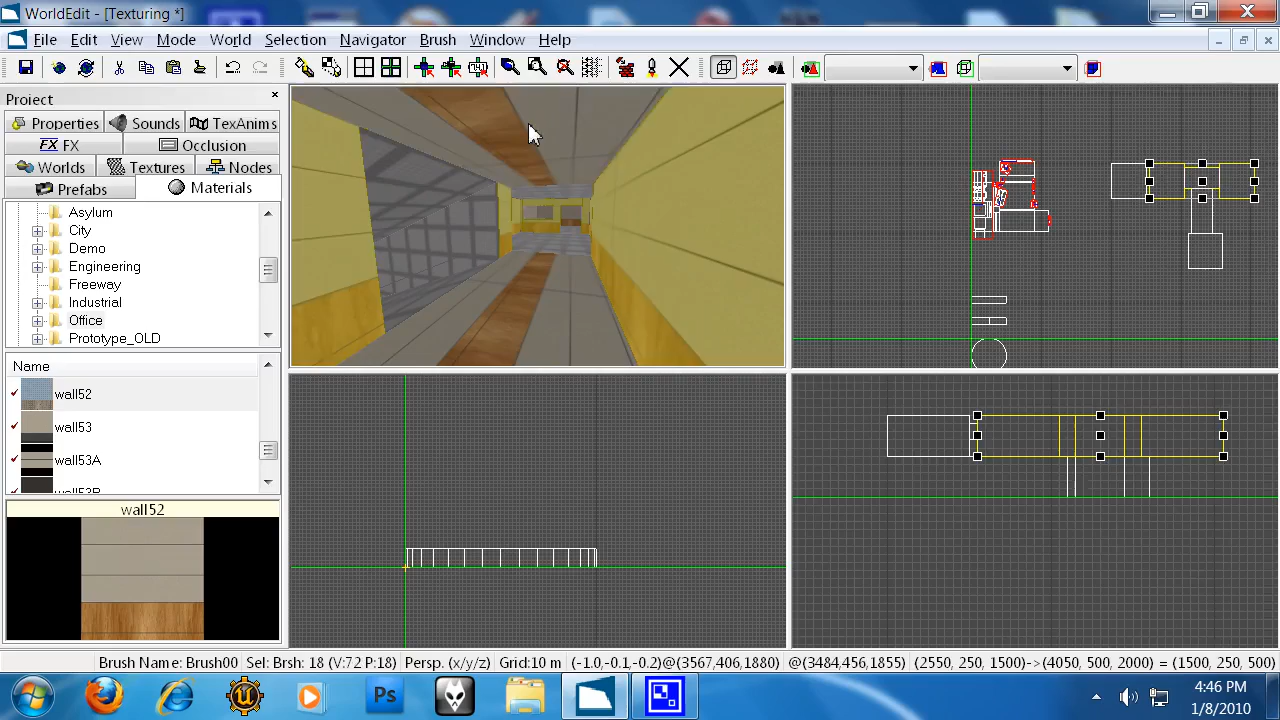 WorldEdit - [Texturing *]
File Edit View Mode World Selection Navigator Brush Window Help
Project
Properties Sounds TexAnims
FX Occlusion
Worlds Textures Nodes
Prefabs Materials
Asylum
City
Demo
Engineering
Freeway
Industrial
Office
Prototype_OLD
Name
wall52
wall53
wall53A
wall53B
wall52
Brush Name: Brush00 Sel: Brsh: 18 (V:72 P:18) Persp. (x/y/z) Grid:10 m (-1.0,-0.1,-0.2)@(3567,406,1880) @(3484,456,1855) (2550, 250, 1500)->(4050, 500, 2000) = (1500, 250, 500)
Ps
4:46 PM
1/8/2010